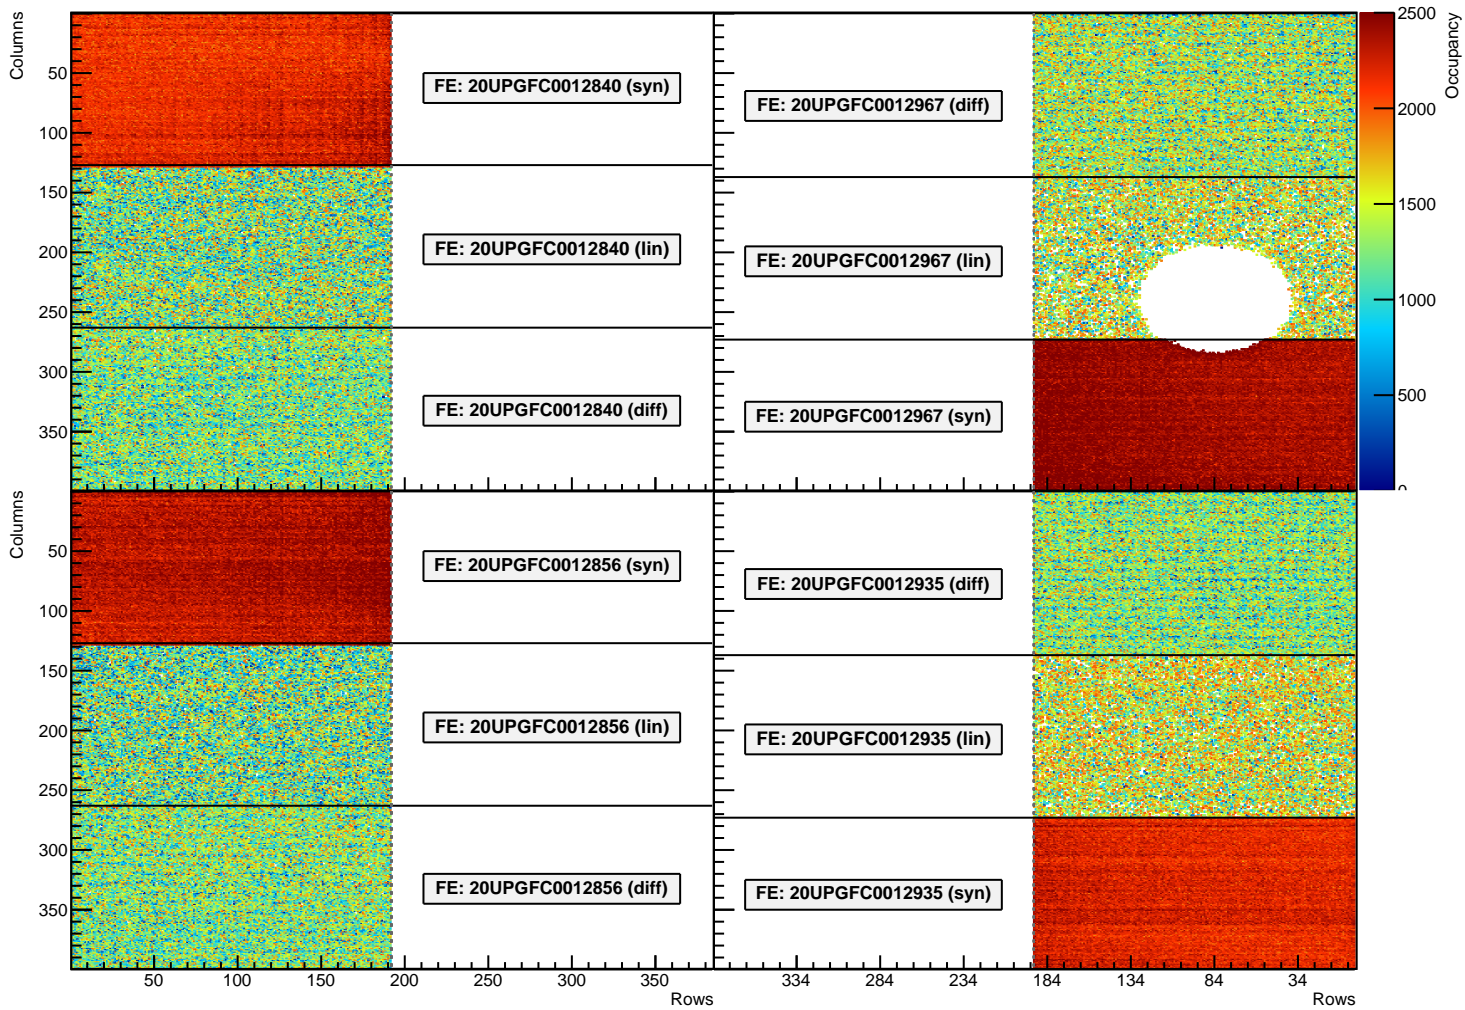 Columns
50
100
150
200
250
300
350
FE: 20UPGFC0012840 (syn)
FE: 20UPGFC0012840 (lin)
FE: 20UPGFC0012840 (diff)
FE: 20UPGFC0012967 (diff)
FE: 20UPGFC0012967 (lin)
FE: 20UPGFC0012967 (syn)
2500
2000
1500
1000
500
0
Occupancy
Columns
50
100
150
200
250
300
350
FE: 20UPGFC0012856 (syn)
FE: 20UPGFC0012856 (lin)
FE: 20UPGFC0012856 (diff)
FE: 20UPGFC0012935 (diff)
FE: 20UPGFC0012935 (lin)
FE: 20UPGFC0012935 (syn)
50 100 150 200 250 300 350
Rows
334 284 234 184 134 84 34
Rows